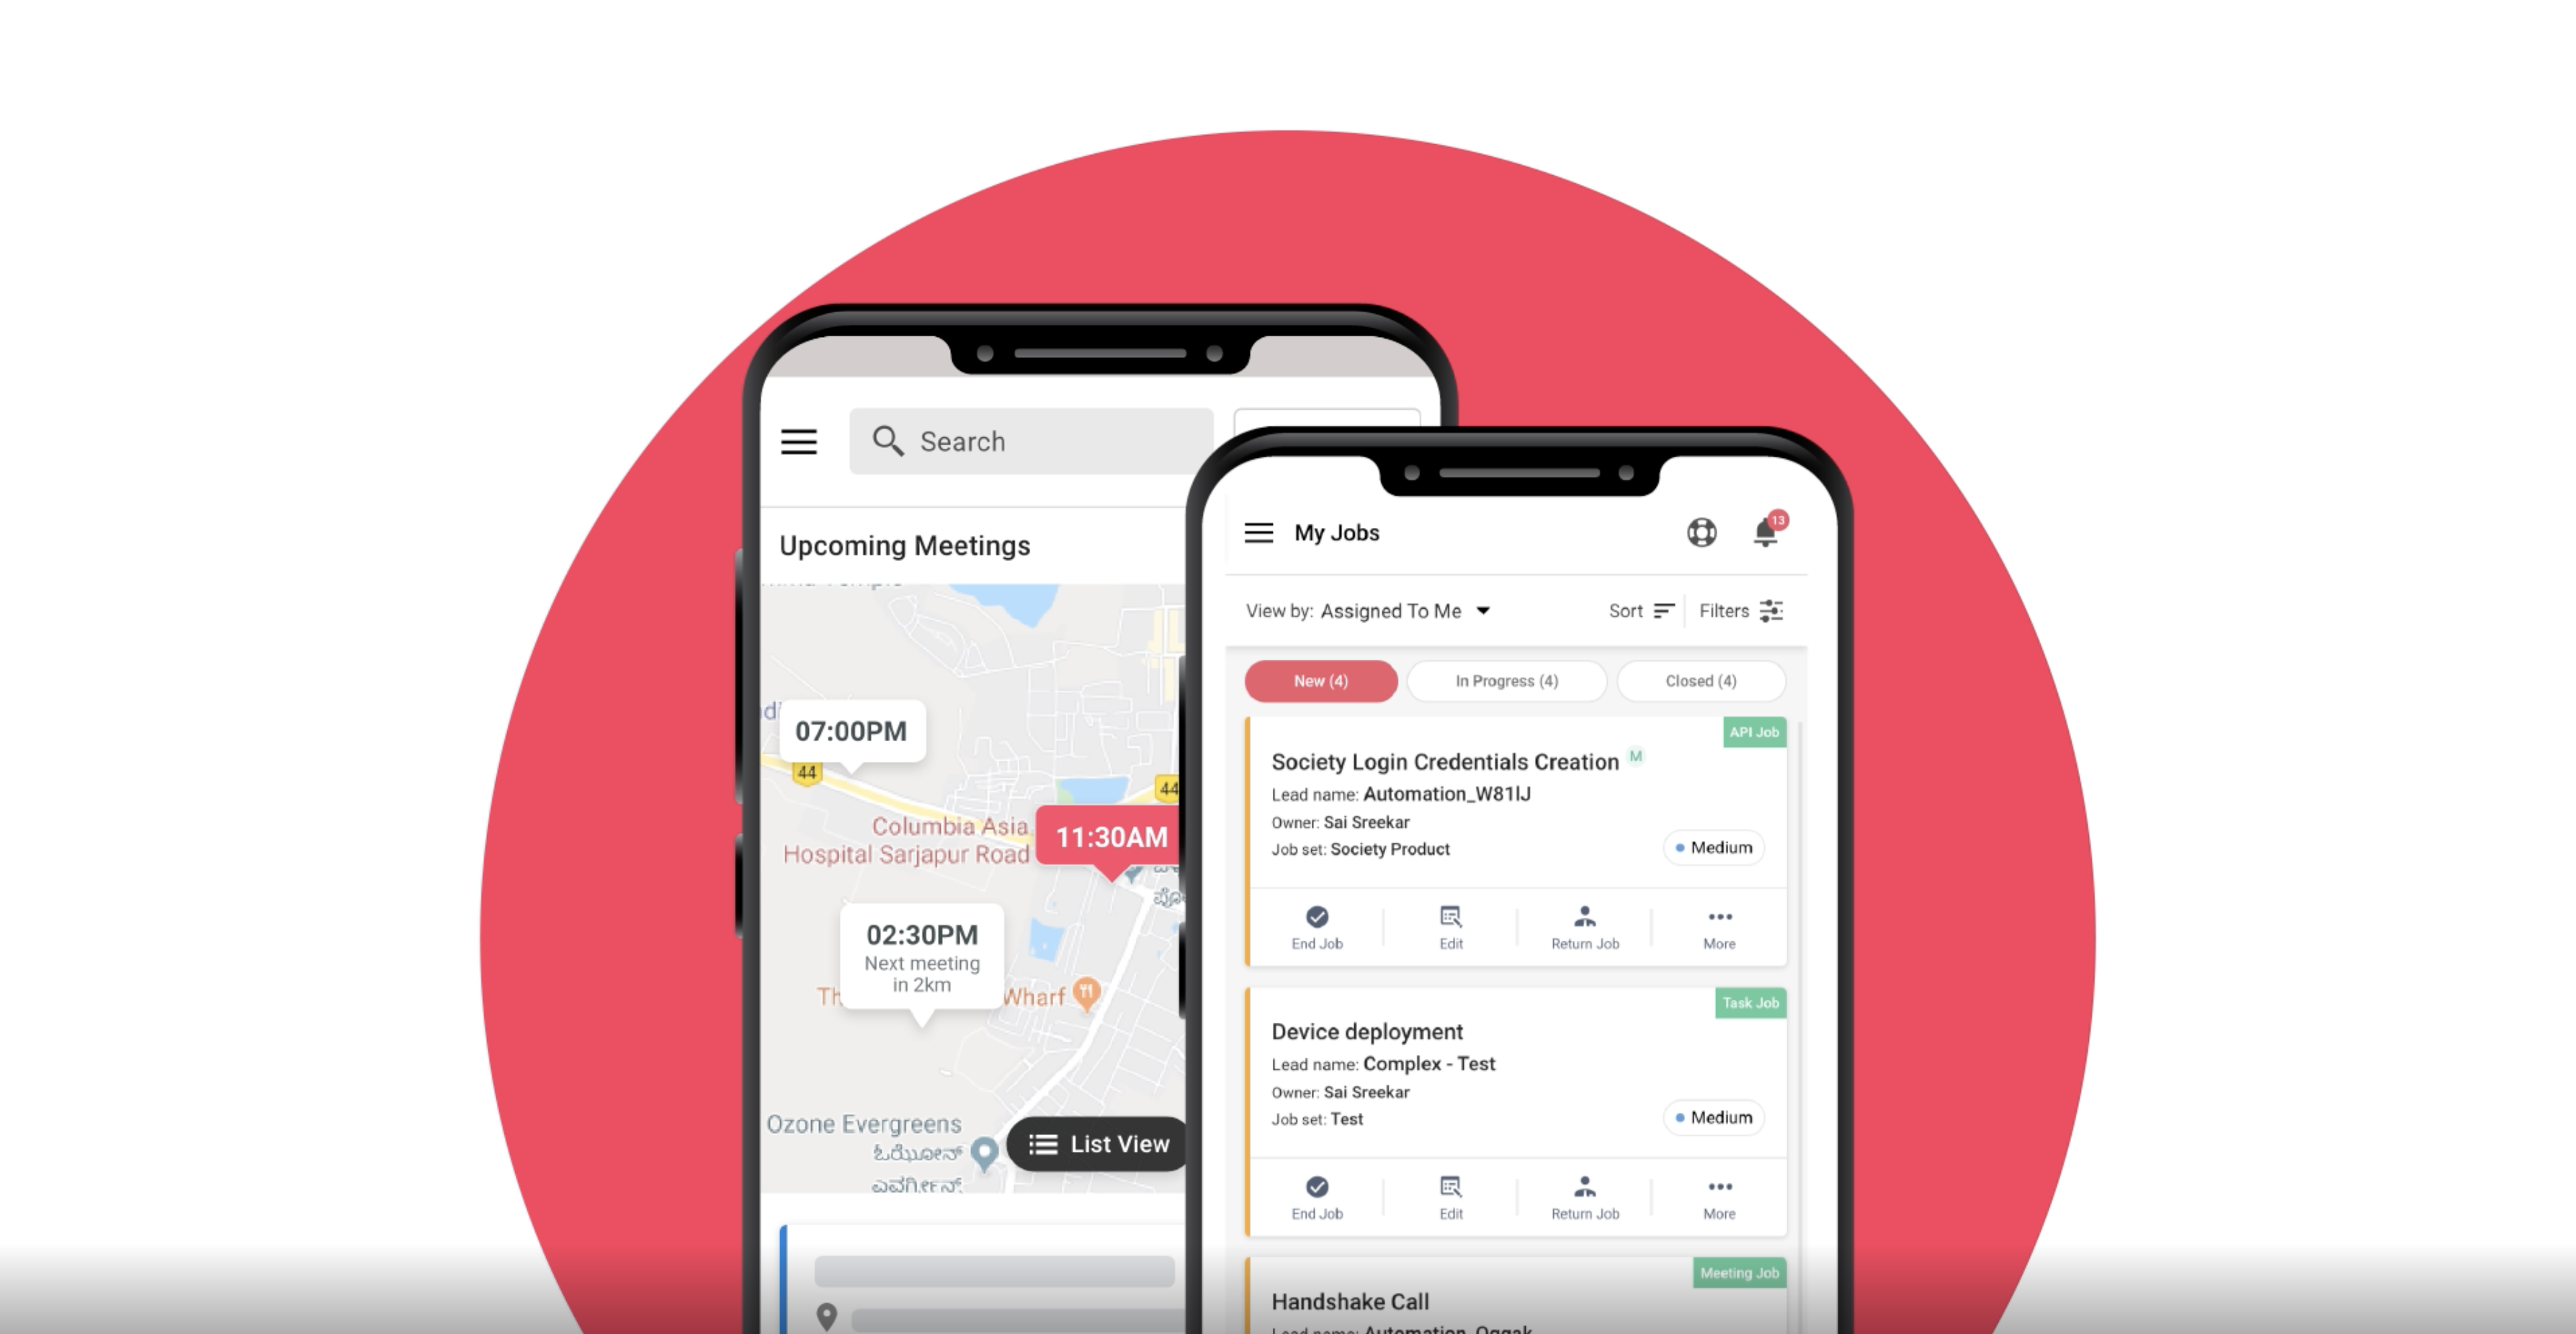 Search
Upcoming Meetings
07:00PM
44
44
Columbia Asia
Hospital Sarjapur Road
11:30AM
02:30PM
Next meeting
in 2km
Wharf
Ozone Evergreens
ಓಝೋನ್
ಎವರ್ಗ್ರೀನ್ಸ್
List View
My Jobs
13
View by: Assigned To Me
Sort
Filters
New (4)
In Progress (4)
Closed (4)
API Job
Society Login Credentials Creation M
Lead name: Automation_W81lJ
Owner: Sai Sreekar
Job set: Society Product
Medium
End Job
Edit
Return Job
More
Task Job
Device deployment
Lead name: Complex - Test
Owner: Sai Sreekar
Job set: Test
Medium
End Job
Edit
Return Job
More
Meeting Job
Handshake Call
Lead name: Automation_Oggak